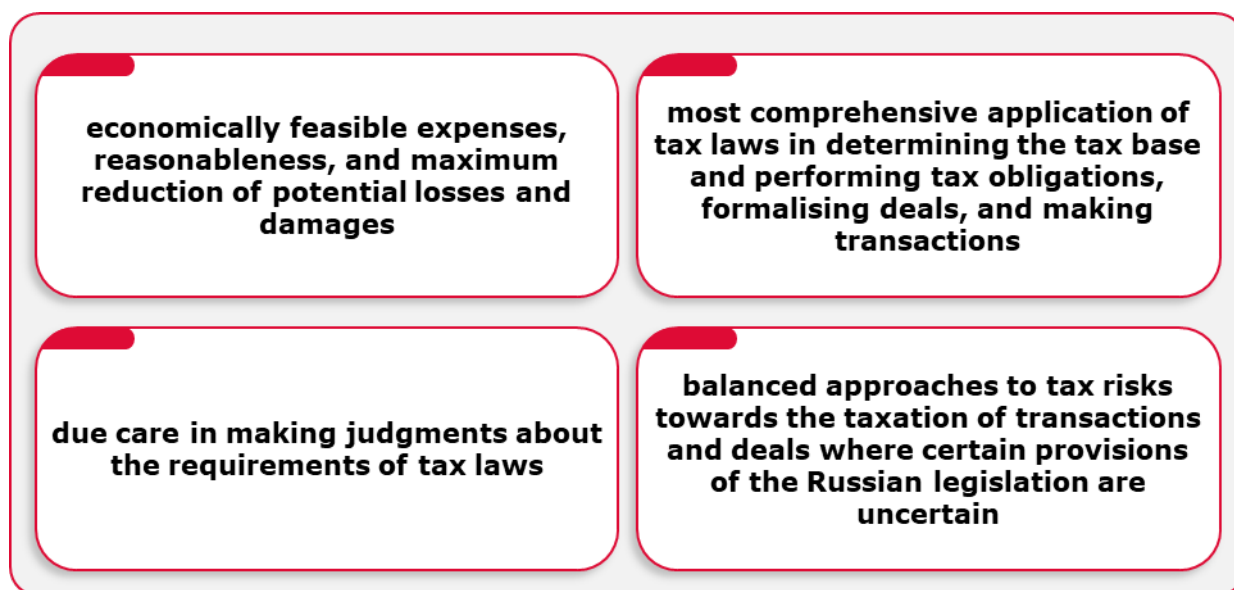 economically feasible expenses,
reasonableness, and maximum
reduction of potential losses and
damages
most comprehensive application of
tax laws in determining the tax base
and performing tax obligations,
formalising deals, and making
transactions
due care in making judgments about
the requirements of tax laws
balanced approaches to tax risks
towards the taxation of transactions
and deals where certain provisions
of the Russian legislation are
uncertain